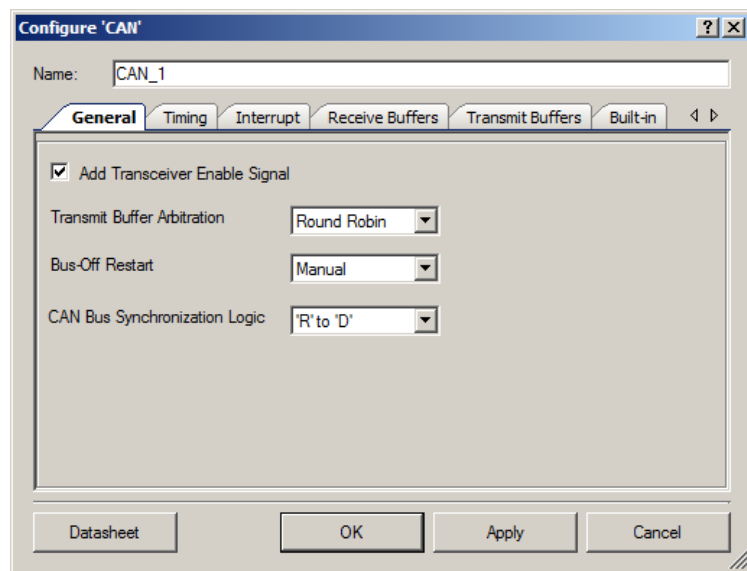 Configure 'CAN'
Name: CAN_1
General Timing Interrupt Receive Buffers Transmit Buffers Built-in
Add Transceiver Enable Signal
Transmit Buffer Arbitration Round Robin
Bus-Off Restart Manual
CAN Bus Synchronization Logic 'R' to 'D'
Datasheet OK Apply Cancel